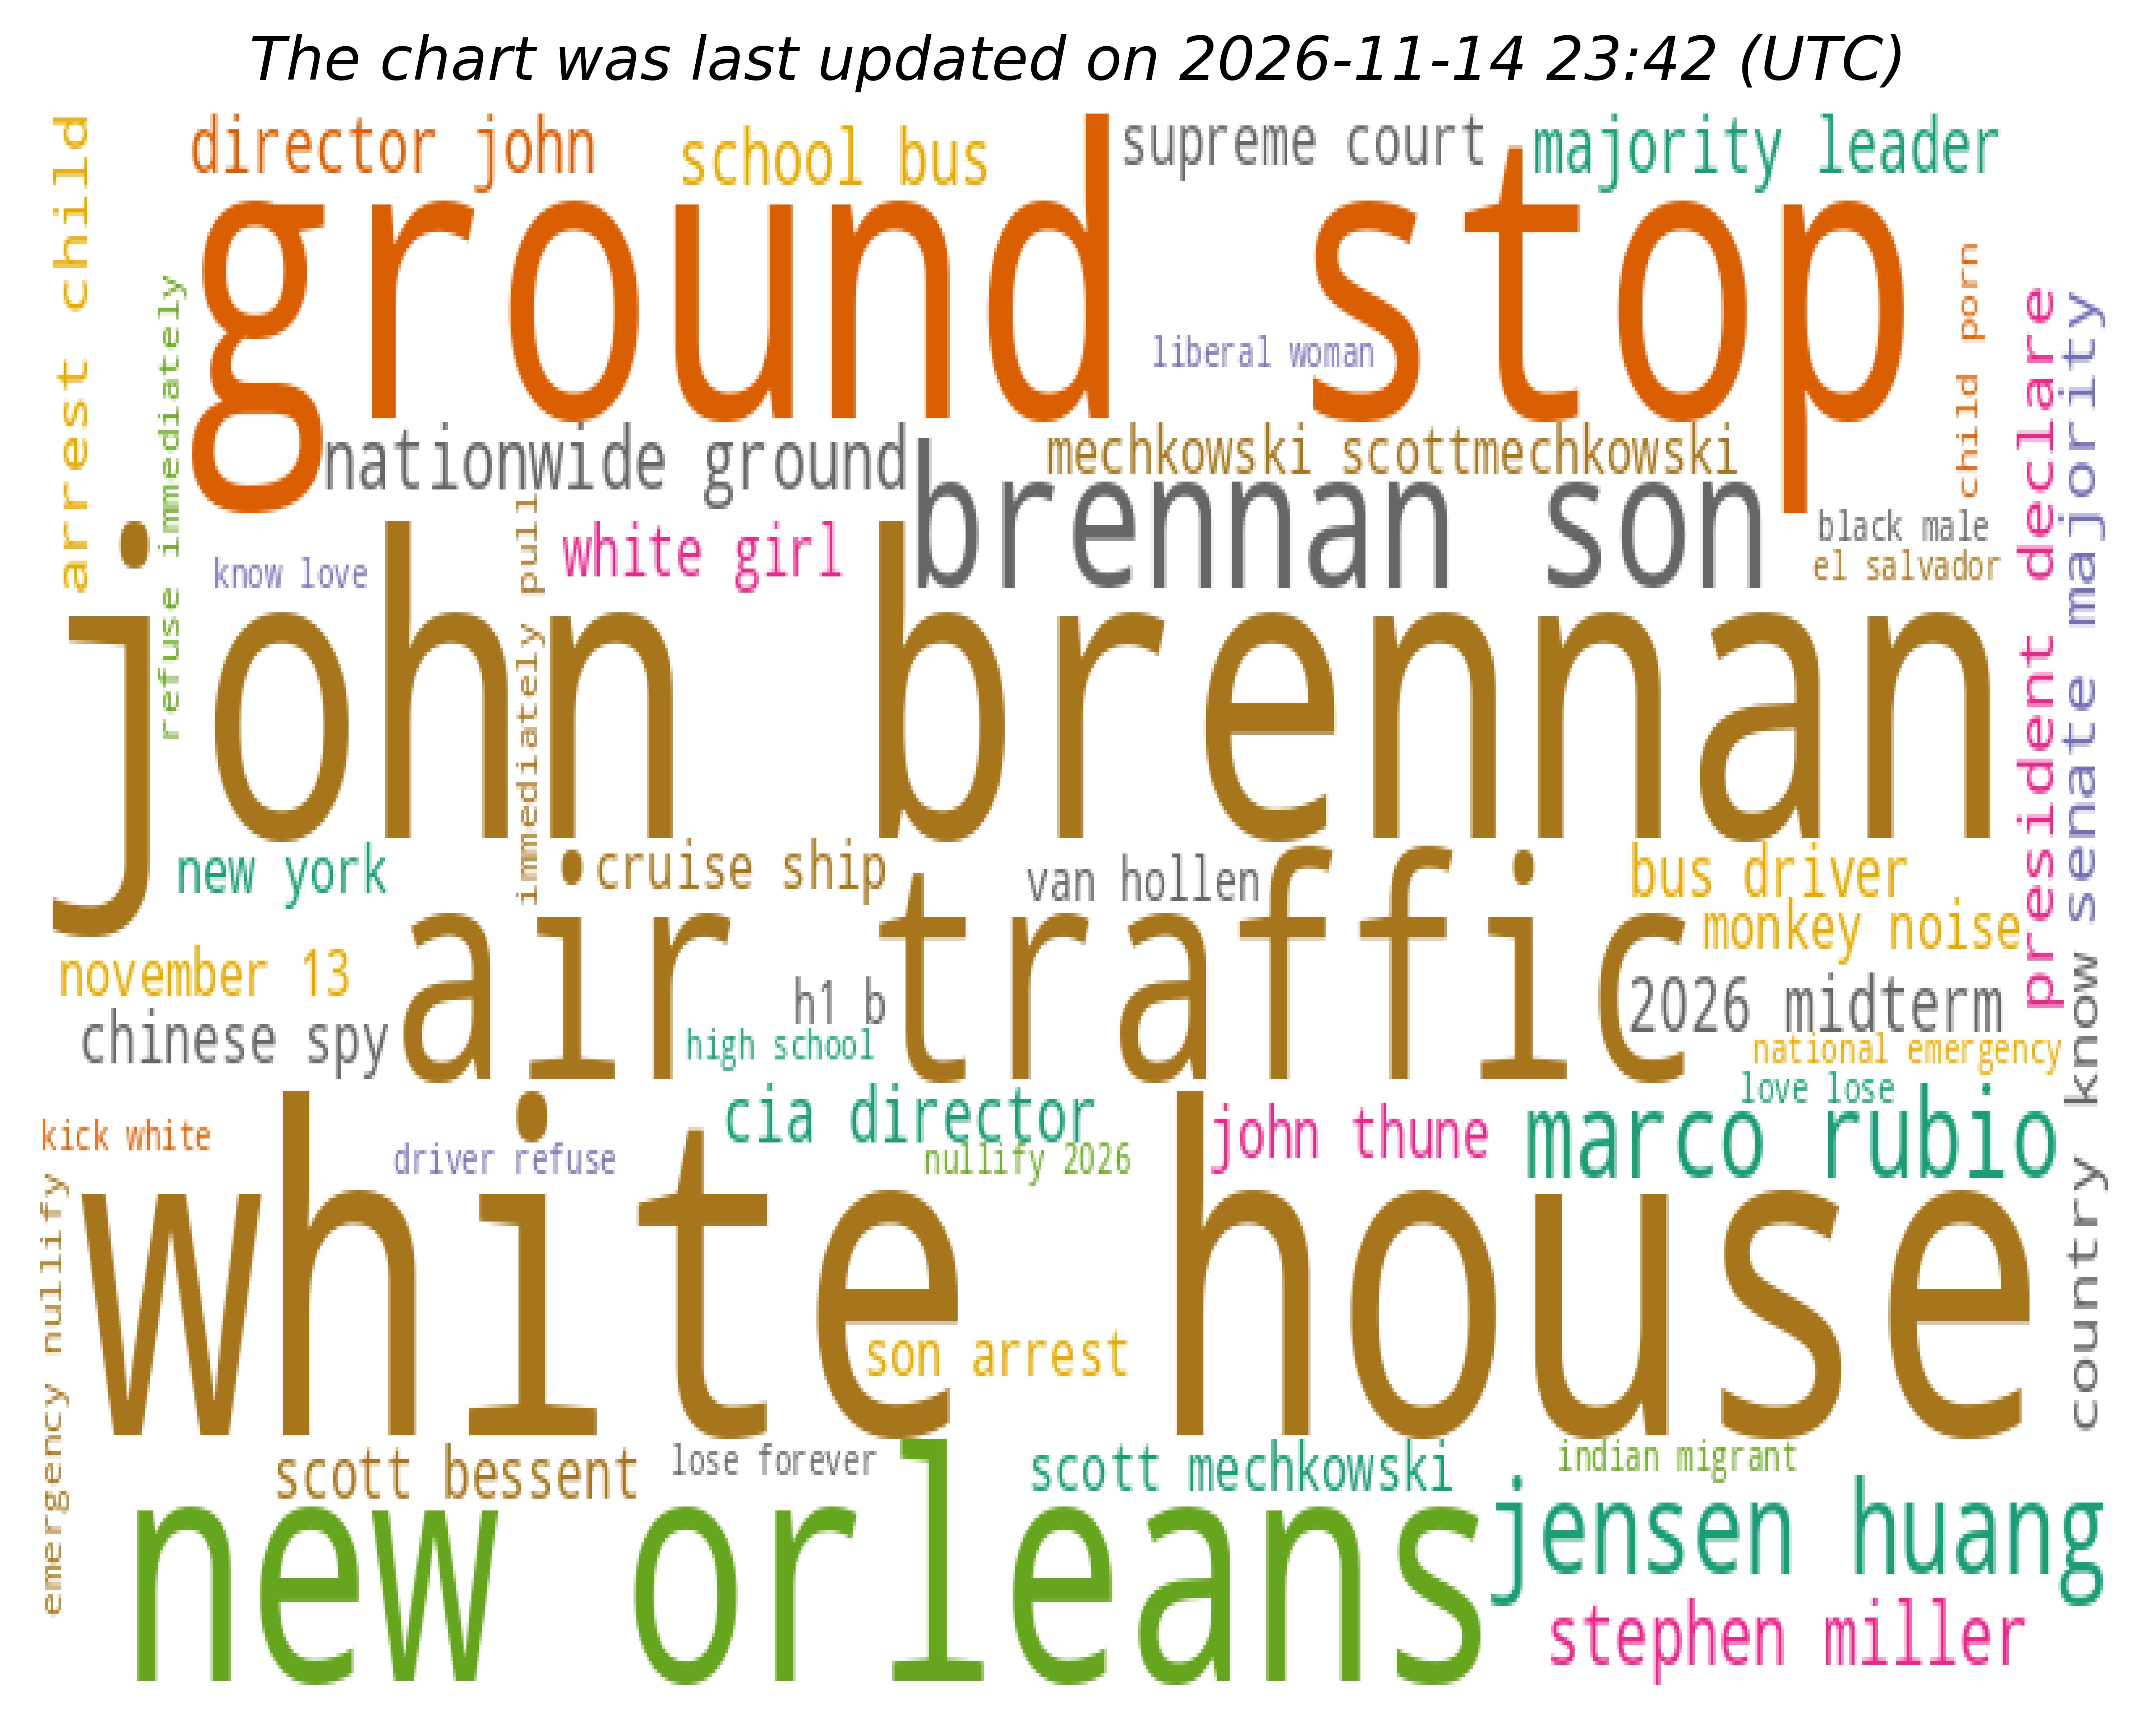 The chart was last updated on 2026-11-14 23:42 (UTC)
arrest child
director john
school bus
supreme court
majority leader
ground stop
refuse immediately
liberal woman
child porn
president declare
senate majority
nationwide ground
mechkowski scottmechkowski
brennan son
immediately pull
white girl
know love
black male
el salvador
john brennan
new york
cruise ship
van hollen
bus driver
monkey noise
air traffic
november 13
h1 b
2026 midterm
chinese spy
high school
national emergency
country know
love lose
cia director
kick white
john thune
marco rubio
driver refuse
nullify 2026
emergency nullify
white house
son arrest
scott bessent
lose forever
scott mechkowski
indian migrant
new orleans
jensen huang
stephen miller